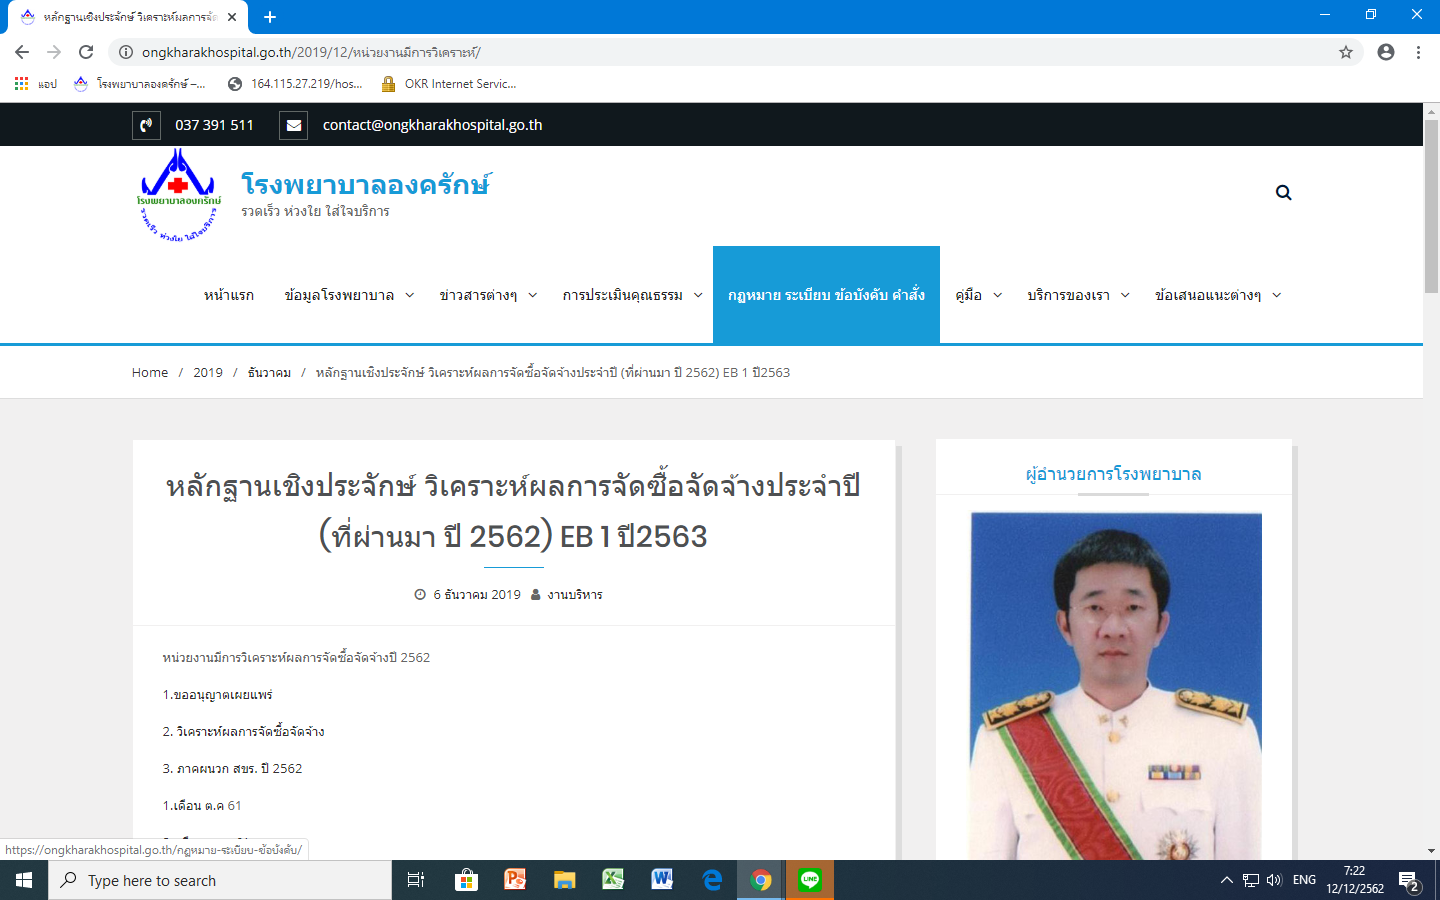 หลักฐานเชิงประจักษ์ วิเคราะห์ผลการจัด
ongkharakhospital.go.th/2019/12/หน่วยงานมีการวิเคราะห์/
แอป โรงพยาบาลองครักษ์ –... 164.115.27.219/hos... OKR Internet Servic...
037 391 511 contact@ongkharakhospital.go.th
โรงพยาบาลองครักษ์
รวดเร็ว ห่วงใย ใส่ใจบริการ
โรงพยาบาลองครักษ์
รวดเร็ว ห่วงใย ใส่ใจบริการ
หน้าแรก ข้อมูลโรงพยาบาล ข่าวสารต่างๆ การประเมินคุณธรรม กฎหมาย ระเบียบ ข้อบังคับ คำสั่ง คู่มือ บริการของเรา ข้อเสนอแนะต่างๆ
Home / 2019 / ธันวาคม / หลักฐานเชิงประจักษ์ วิเคราะห์ผลการจัดซื้อจัดจ้างประจำปี (ที่ผ่านมา ปี 2562) EB 1 ปี2563
หลักฐานเชิงประจักษ์ วิเคราะห์ผลการจัดซื้อจัดจ้างประจำปี
(ที่ผ่านมา ปี 2562) EB 1 ปี2563
6 ธันวาคม 2019 งานบริหาร
หน่วยงานมีการวิเคราะห์ผลการจัดซื้อจัดจ้างปี 2562
1.ขออนุญาตเผยแพร่
2. วิเคราะห์ผลการจัดซื้อจัดจ้าง
3. ภาคผนวก สขร. ปี 2562
1.เดือน ต.ค 61
ผู้อำนวยการโรงพยาบาล
https://ongkharakhospital.go.th/กฎหมาย-ระเบียบ-ข้อบังคับ/
Type here to search
ENG
7:22
12/12/2562
2